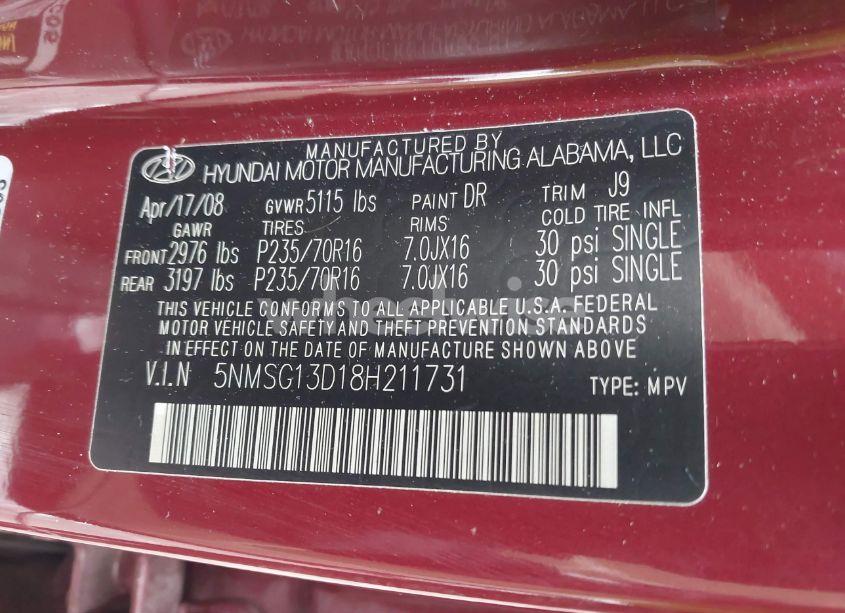 MANUFACTURED BY
HYUNDAI MOTOR MANUFACTURING ALABAMA, LLC
Apr/17/08 GVWR 5115 lbs PAINT DR TRIM J9
GAWR TIRES RIMS COLD TIRE INFL
FRONT 2976 lbs P235/70R16 7.0JX16 30 psi SINGLE
REAR 3197 lbs P235/70R16 7.0JX16 30 psi SINGLE
THIS VEHICLE CONFORMS TO ALL APPLICABLE U.S.A. FEDERAL
MOTOR VEHICLE SAFETY AND THEFT PREVENTION STANDARDS
IN EFFECT ON THE DATE OF MANUFACTURE SHOWN ABOVE
V.I.N 5NMSG13D18H211731 TYPE: MPV